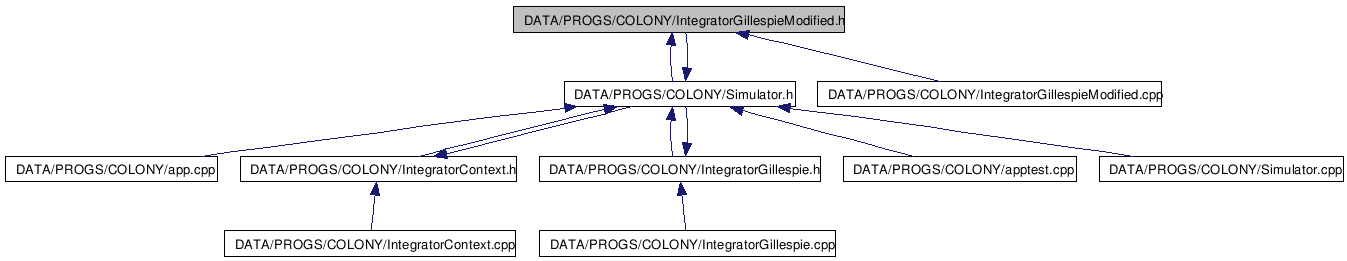 DATA/PROGS/COLONY/IntegratorGillespieModified.h
DATA/PROGS/COLONY/Simulator.h
DATA/PROGS/COLONY/IntegratorGillespieModified.cpp
DATA/PROGS/COLONY/app.cpp
DATA/PROGS/COLONY/IntegratorContext.h
DATA/PROGS/COLONY/IntegratorGillespie.h
DATA/PROGS/COLONY/apptest.cpp
DATA/PROGS/COLONY/Simulator.cpp
DATA/PROGS/COLONY/IntegratorContext.cpp
DATA/PROGS/COLONY/IntegratorGillespie.cpp